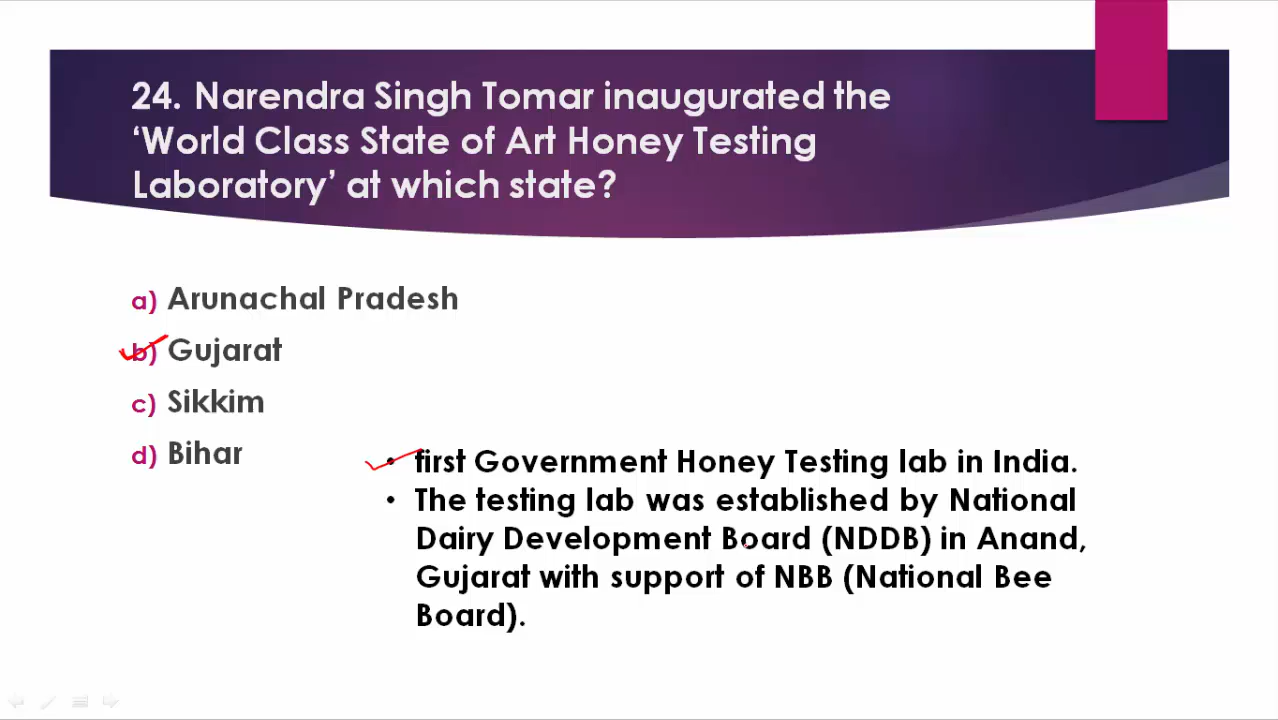 24. Narendra Singh Tomar inaugurated the
‘World Class State of Art Honey Testing
Laboratory’ at which state?
a) Arunachal Pradesh
b) Gujarat
c) Sikkim
d) Bihar
• first Government Honey Testing lab in India.
• The testing lab was established by National
Dairy Development Board (NDDB) in Anand,
Gujarat with support of NBB (National Bee
Board).